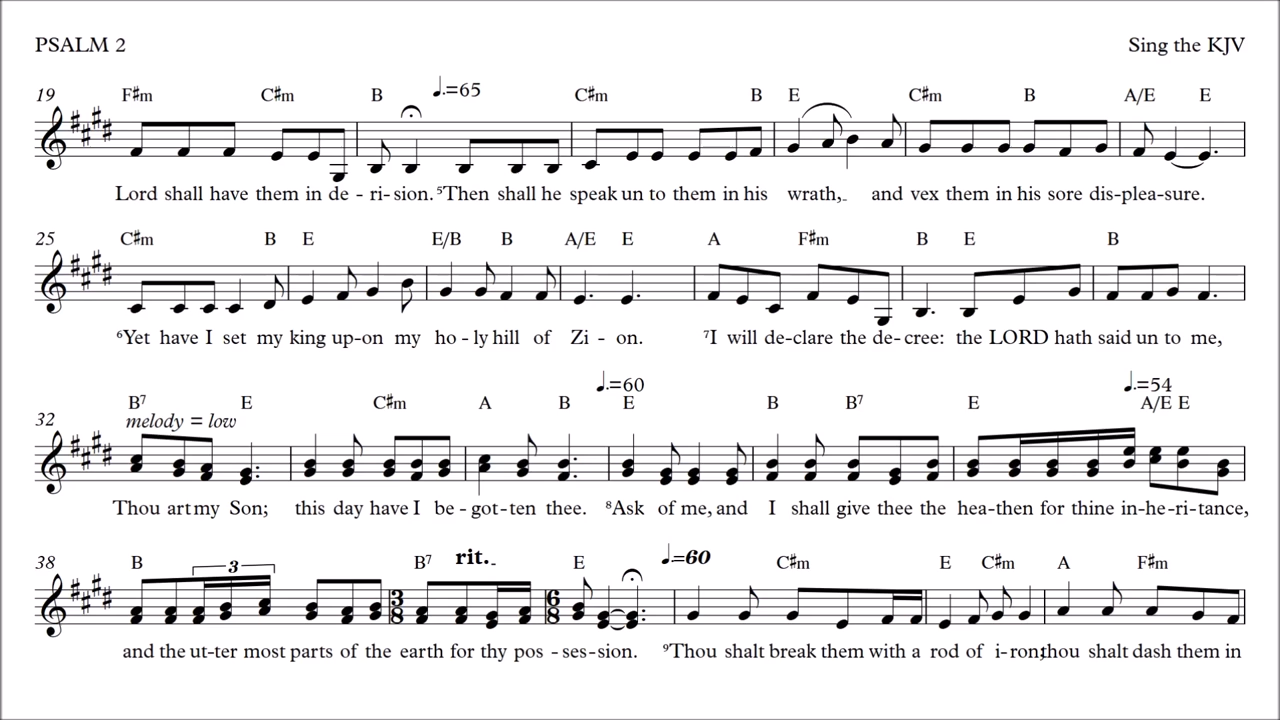 PSALM 2 Sing the KJV
♩.=65
19 F♯m C♯m B C♯m B E C♯m B A/E E
Lord shall have them in de - ri- sion. ⁵Then shall he speak un to them in his wrath,_ and vex them in his sore dis-plea-sure.
25 C♯m B E E/B B A/E E A F♯m B E B
⁶Yet have I set my king up-on my ho - ly hill of Zi - on. ⁷I will de-clare the de- cree: the LORD hath said un to me,
♩.=60 ♩.=54
B⁷ E C♯m A B E B B⁷ E A/E E
32 melody = low
Thou art my Son; this day have I be - got - ten thee. ⁸Ask of me, and I shall give thee the hea-then for thine in-he-ri-tance,
rit. ♩.=60
38 B 3 B⁷ E C♯m E C♯m A F♯m
3 8 6 8
and the ut-ter most parts of the earth for thy pos - ses-sion. ⁹Thou shalt break them with a rod of i-ron; thou shalt dash them in